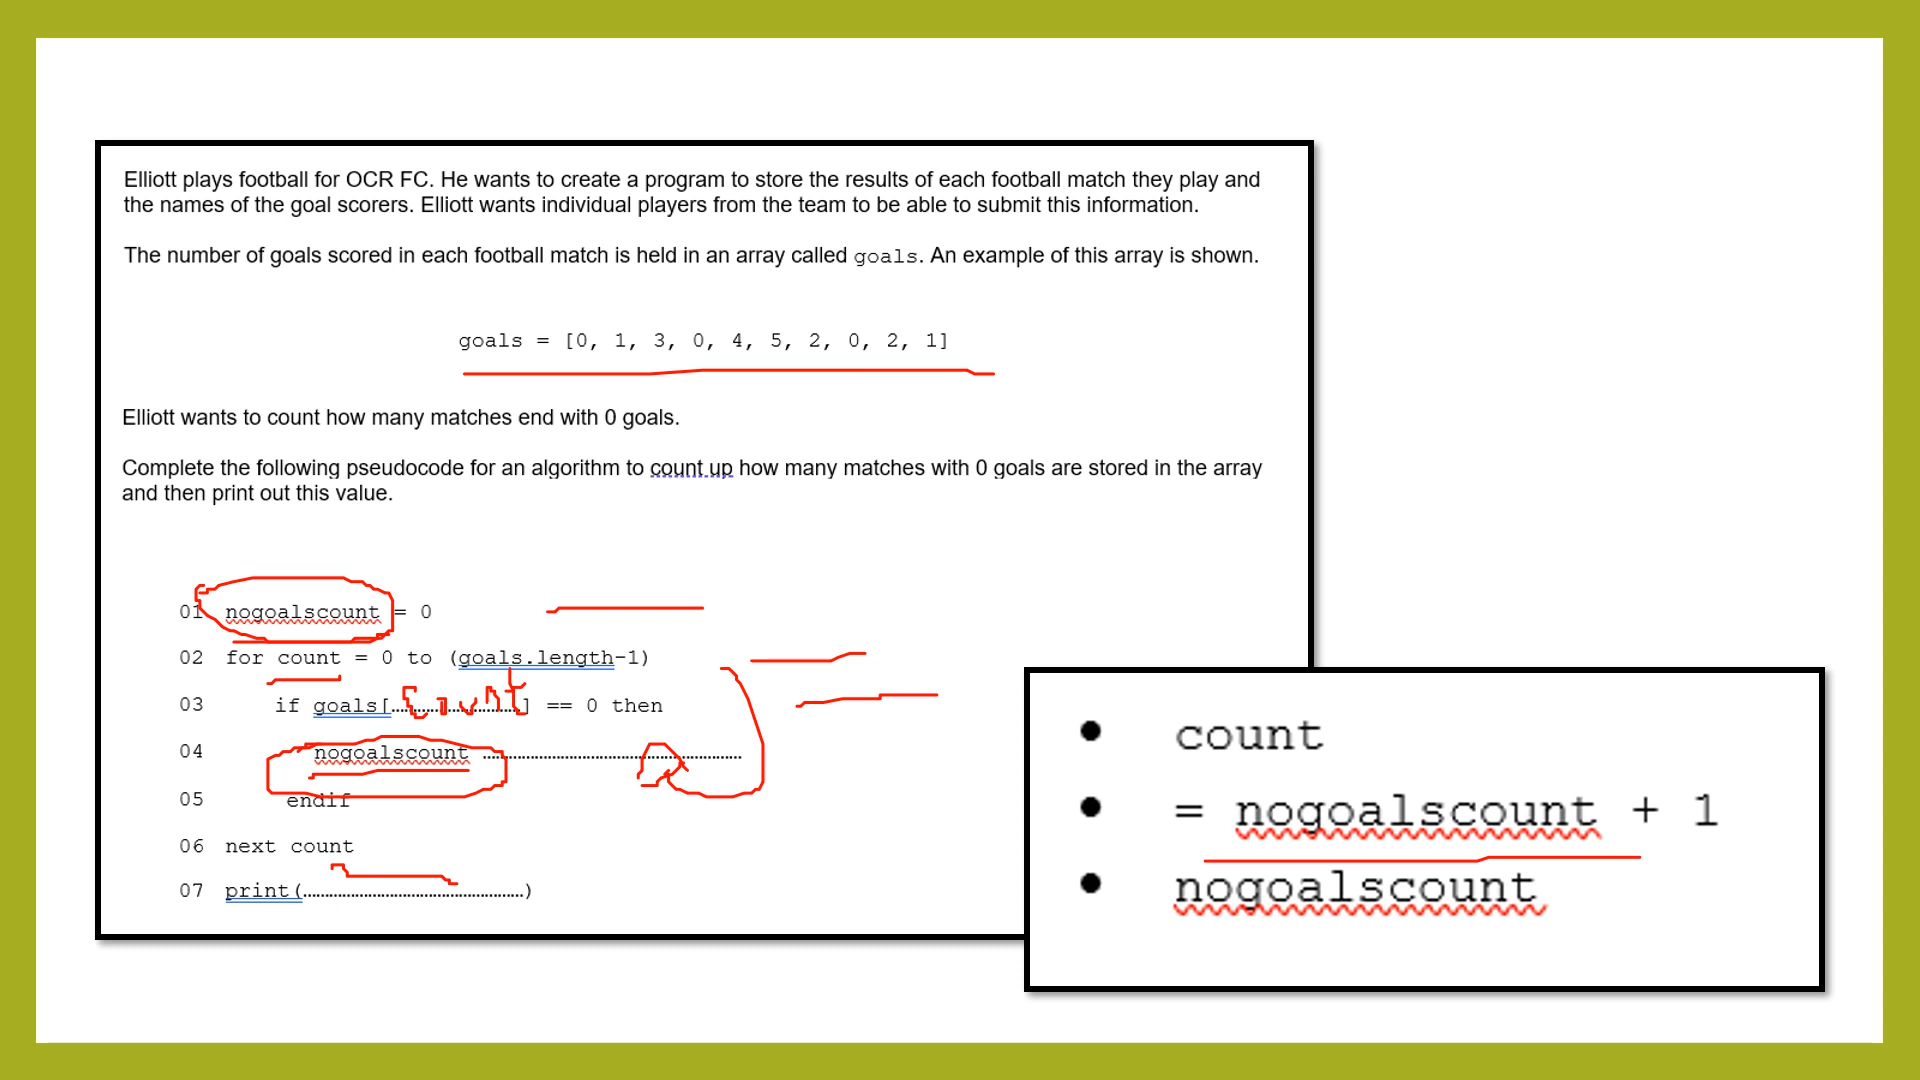 Elliott plays football for OCR FC. He wants to create a program to store the results of each football match they play and
the names of the goal scorers. Elliott wants individual players from the team to be able to submit this information.
The number of goals scored in each football match is held in an array called goals. An example of this array is shown.
goals = [0, 1, 3, 0, 4, 5, 2, 0, 2, 1]
Elliott wants to count how many matches end with 0 goals.
Complete the following pseudocode for an algorithm to count up how many matches with 0 goals are stored in the array
and then print out this value.
01 nogoalscount = 0
02 for count = 0 to (goals.length-1)
03 if goals[count] == 0 then
04 nogoalscount ........................................
05 endif
06 next count
07 print(........................................)
• count
• = nogoalscount + 1
• nogoalscount